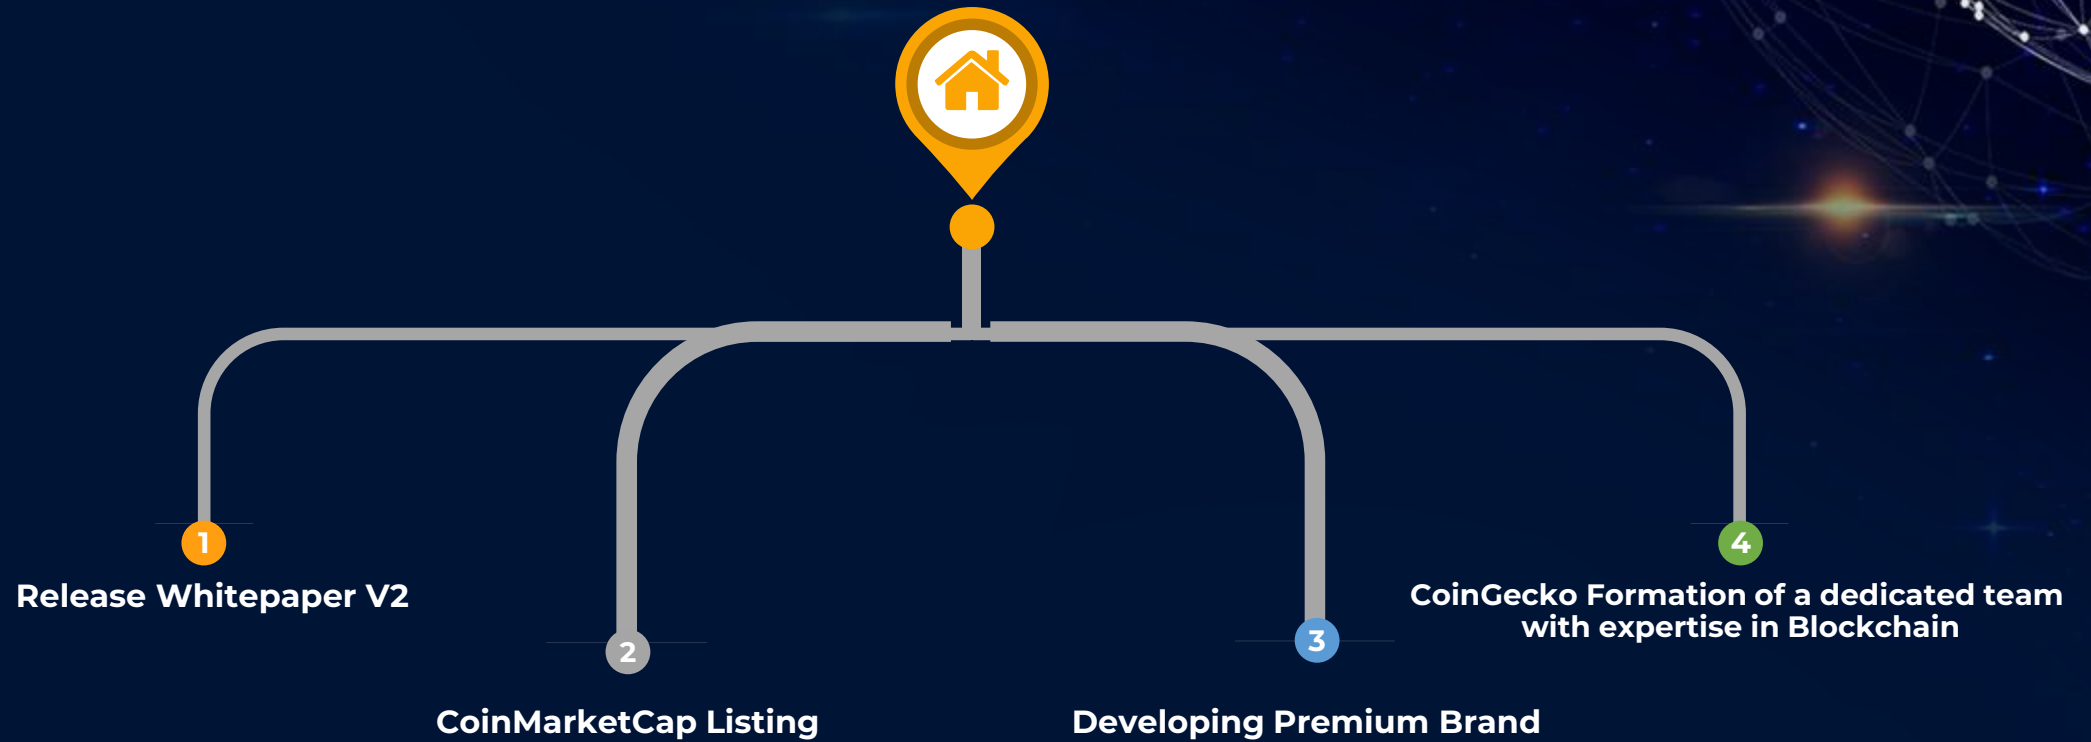 1
Release Whitepaper V2
2
CoinMarketCap Listing
3
Developing Premium Brand
4
CoinGecko Formation of a dedicated team
with expertise in Blockchain